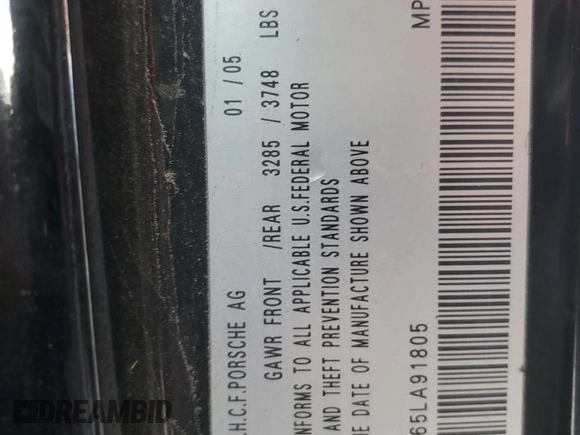 .H.C.F.PORSCHE AG 01 / 05
GAWR FRONT /REAR 3285 / 3748 LBS
NFORMS TO ALL APPLICABLE U.S.FEDERAL MOTOR
AND THEFT PREVENTION STANDARDS
HE DATE OF MANUFACTURE SHOWN ABOVE
65LA91805
MP
DREAMBID